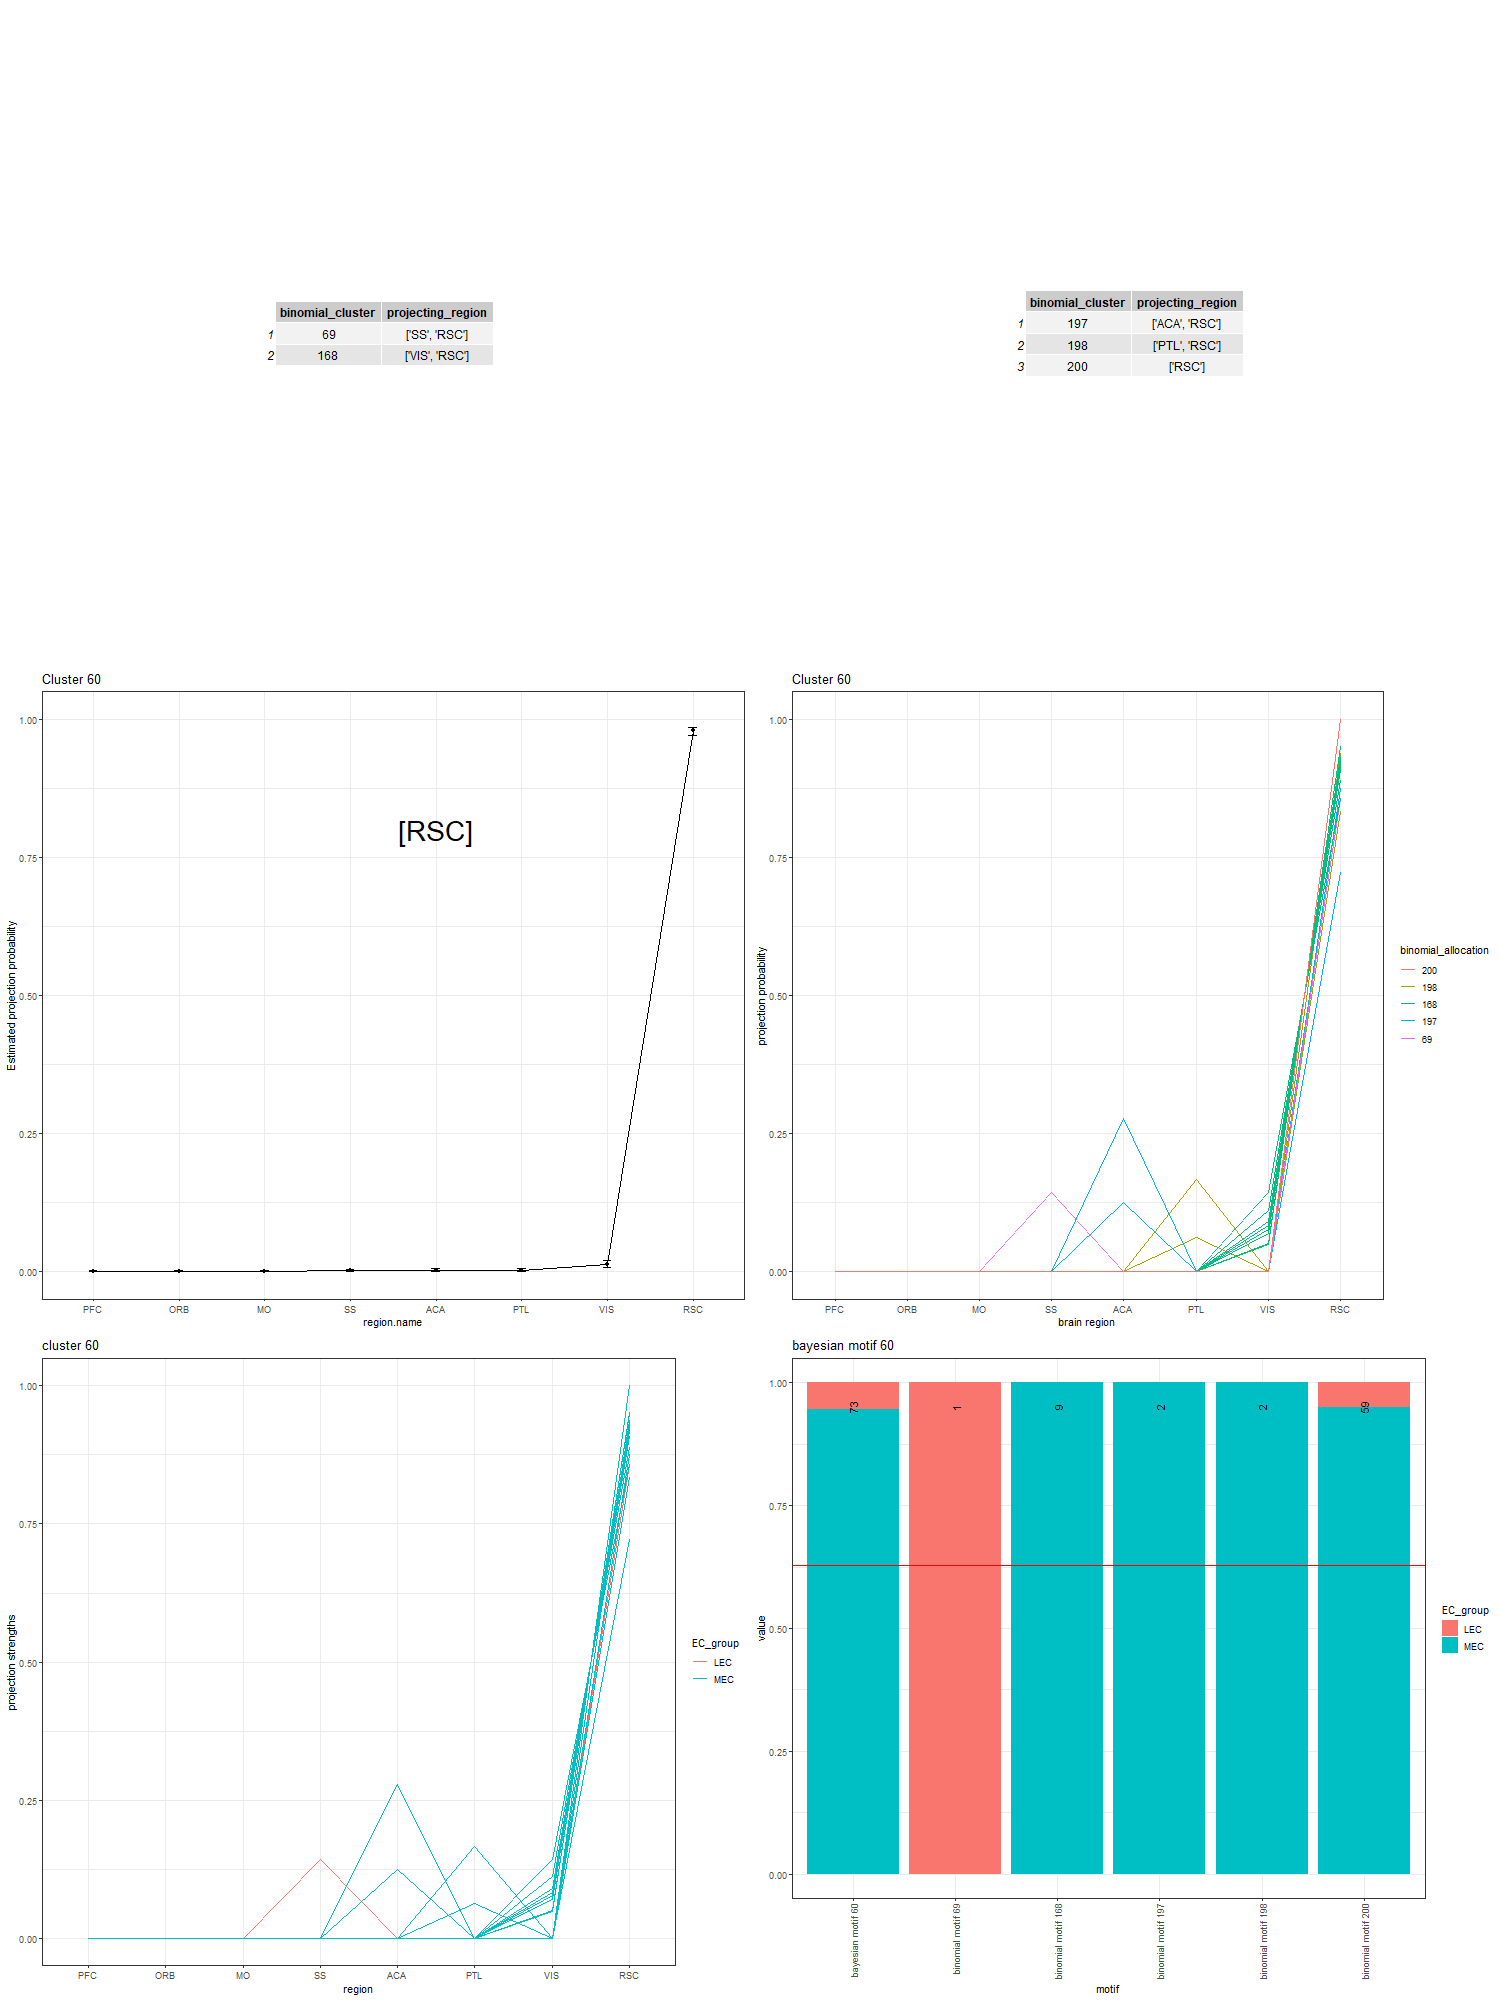 binomial_cluster projecting_region
1 69 ['SS', 'RSC']
2 168 ['VIS', 'RSC']
binomial_cluster projecting_region
1 197 ['ACA', 'RSC']
2 198 ['PTL', 'RSC']
3 200 ['RSC']
Cluster 60
Estimated projection probability
1.00
0.75
0.50
0.25
0.00
[RSC]
PFC ORB MO SS ACA PTL VIS RSC
region.name
Cluster 60
projection probability
1.00
0.75
0.50
0.25
0.00
PFC ORB MO SS ACA PTL VIS RSC
brain region
binomial_allocation
200
198
168
197
69
cluster 60
projection strengths
1.00
0.75
0.50
0.25
0.00
PFC ORB MO SS ACA PTL VIS RSC
region
EC_group
LEC
MEC
bayesian motif 60
value
1.00
0.75
0.50
0.25
0.00
73 1 9 2 2 59
bayesian motif 60
binomial motif 69
binomial motif 168
binomial motif 197
binomial motif 198
binomial motif 200
motif
EC_group
LEC
MEC